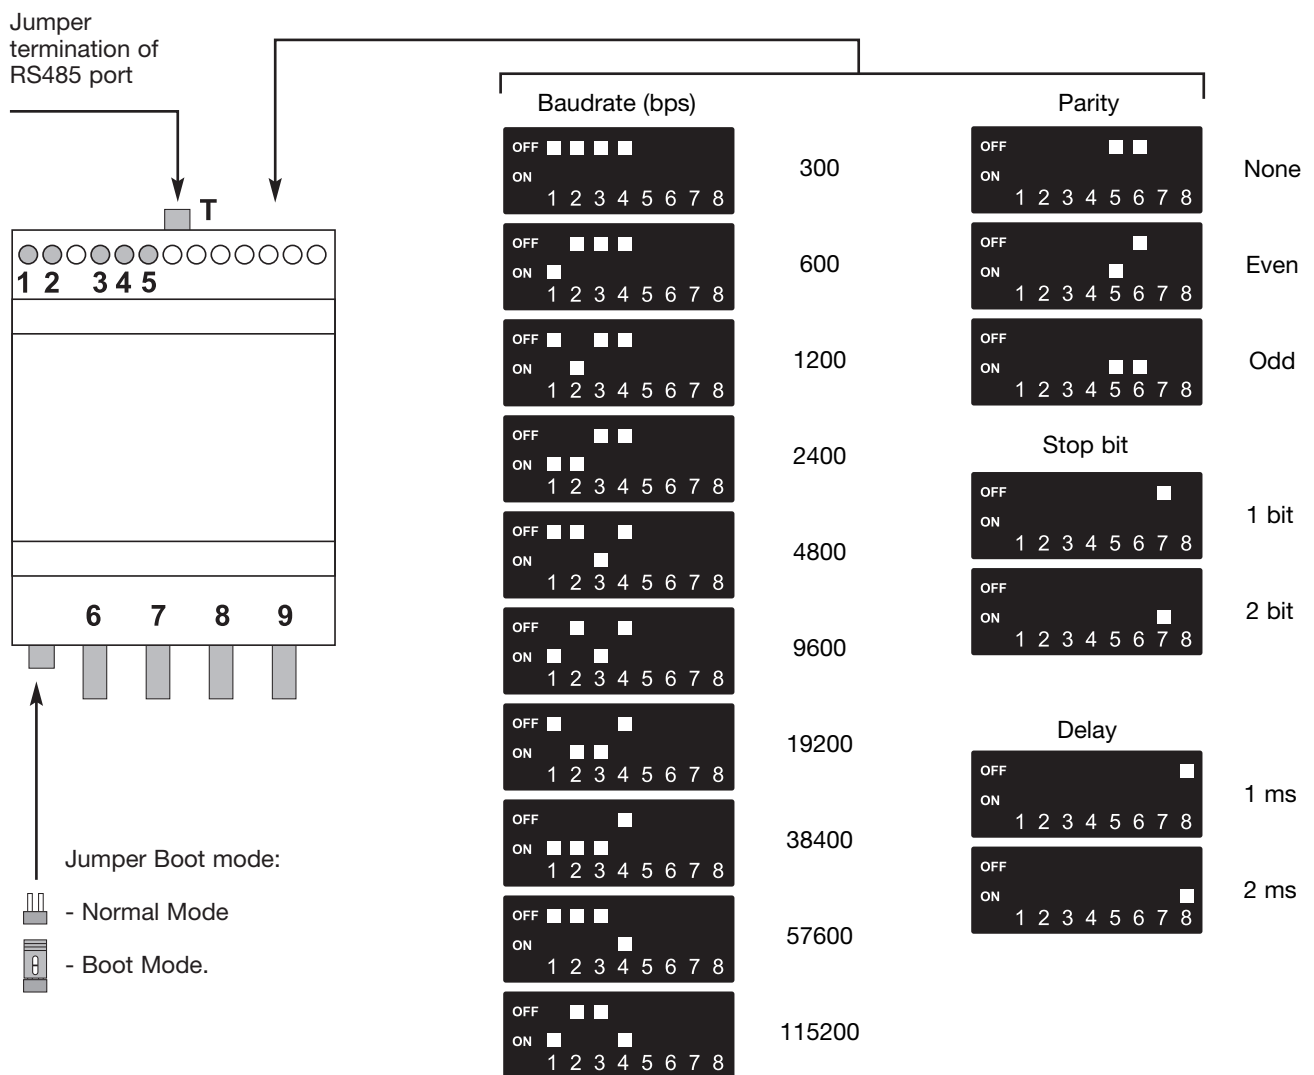 Jumper
termination of
RS485 port
T
1 2 3 4 5
6 7 8 9
Jumper Boot mode:
- Normal Mode
- Boot Mode.
Baudrate (bps)
OFF
ON
1 2 3 4 5 6 7 8
300
OFF
ON
1 2 3 4 5 6 7 8
600
OFF
ON
1 2 3 4 5 6 7 8
1200
OFF
ON
1 2 3 4 5 6 7 8
2400
OFF
ON
1 2 3 4 5 6 7 8
4800
OFF
ON
1 2 3 4 5 6 7 8
9600
OFF
ON
1 2 3 4 5 6 7 8
19200
OFF
ON
1 2 3 4 5 6 7 8
38400
OFF
ON
1 2 3 4 5 6 7 8
57600
OFF
ON
1 2 3 4 5 6 7 8
115200
Parity
OFF
ON
1 2 3 4 5 6 7 8
None
OFF
ON
1 2 3 4 5 6 7 8
Even
OFF
ON
1 2 3 4 5 6 7 8
Odd
Stop bit
OFF
ON
1 2 3 4 5 6 7 8
1 bit
OFF
ON
1 2 3 4 5 6 7 8
2 bit
Delay
OFF
ON
1 2 3 4 5 6 7 8
1 ms
OFF
ON
1 2 3 4 5 6 7 8
2 ms